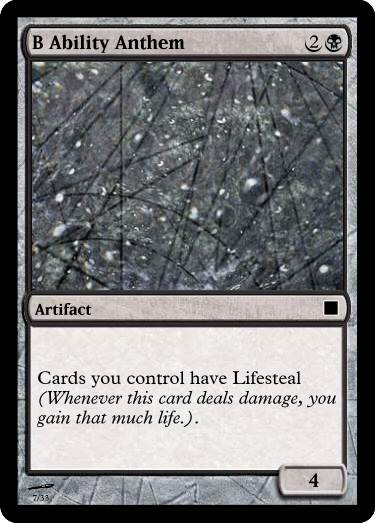 B Ability Anthem 2
Artifact
Cards you control have Lifesteal
(Whenever this card deals damage, you
gain that much life.).
4
7/33